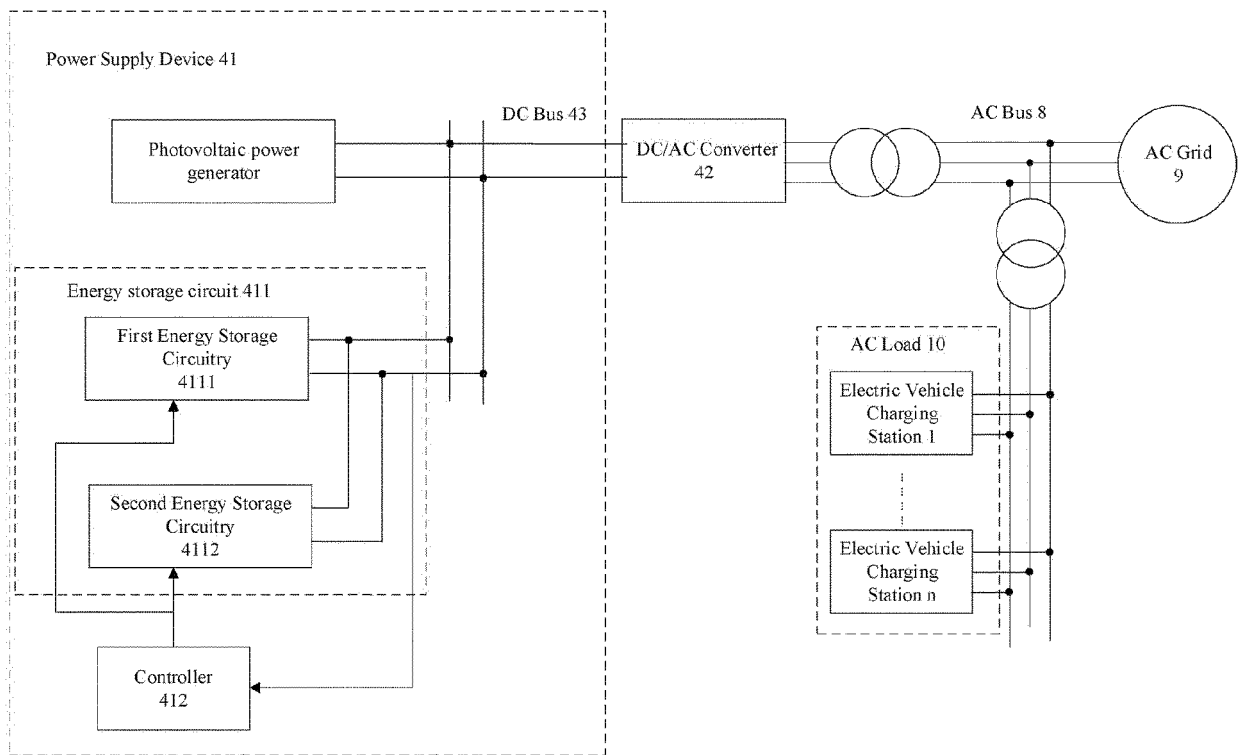 Power Supply Device 41
DC Bus 43
AC Bus 8
Photovoltaic power
generator
DC/AC Converter
42
AC Grid
9
Energy storage circuit 411
First Energy Storage
Circuitry
4111
Second Energy Storage
Circuitry
4112
Controller
412
AC Load 10
Electric Vehicle
Charging
Station 1
Electric Vehicle
Charging
Station n